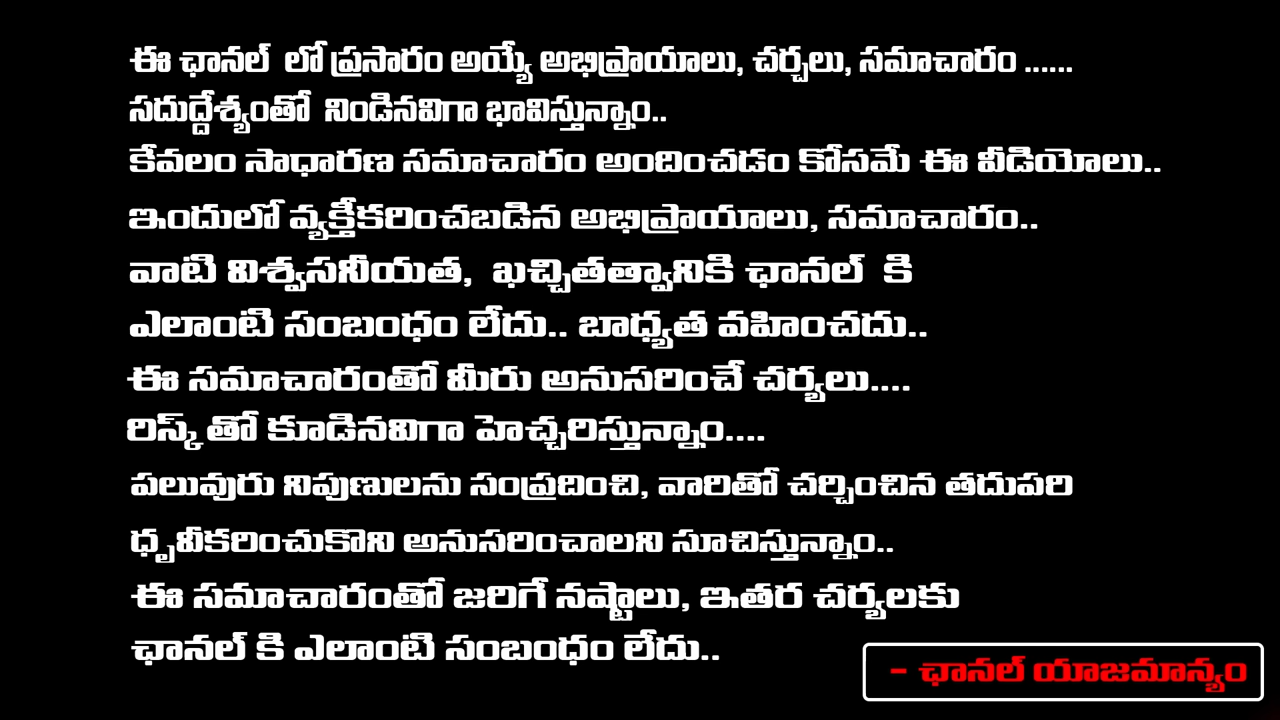 ఈ ఛానల్ లో ప్రసారం అయ్యే అభిప్రాయాలు, చర్చలు, సమాచారం ......
సదుద్దేశ్యంతో నిండినవిగా భావిస్తున్నాం..
కేవలం సాధారణ సమాచారం అందించడం కోసమే ఈ వీడియోలు..
ఇందులో వ్యక్తీకరించబడిన అభిప్రాయాలు, సమాచారం..
వాటి విశ్వసనీయత, ఖచ్చితత్వానికి ఛానల్ కి
ఎలాంటి సంబంధం లేదు.. బాధ్యత వహించదు..
ఈ సమాచారంతో మీరు అనుసరించే చర్యలు....
రిస్క్ తో కూడినవిగా హెచ్చరిస్తున్నాం....
పలువురు నిపుణులను సంప్రదించి, వారితో చర్చించిన తదుపరి
ధృవీకరించుకొని అనుసరించాలని సూచిస్తున్నాం..
ఈ సమాచారంతో జరిగే నష్టాలు, ఇతర చర్యలకు
ఛానల్ కి ఎలాంటి సంబంధం లేదు..
- ఛానల్ యాజమాన్యం